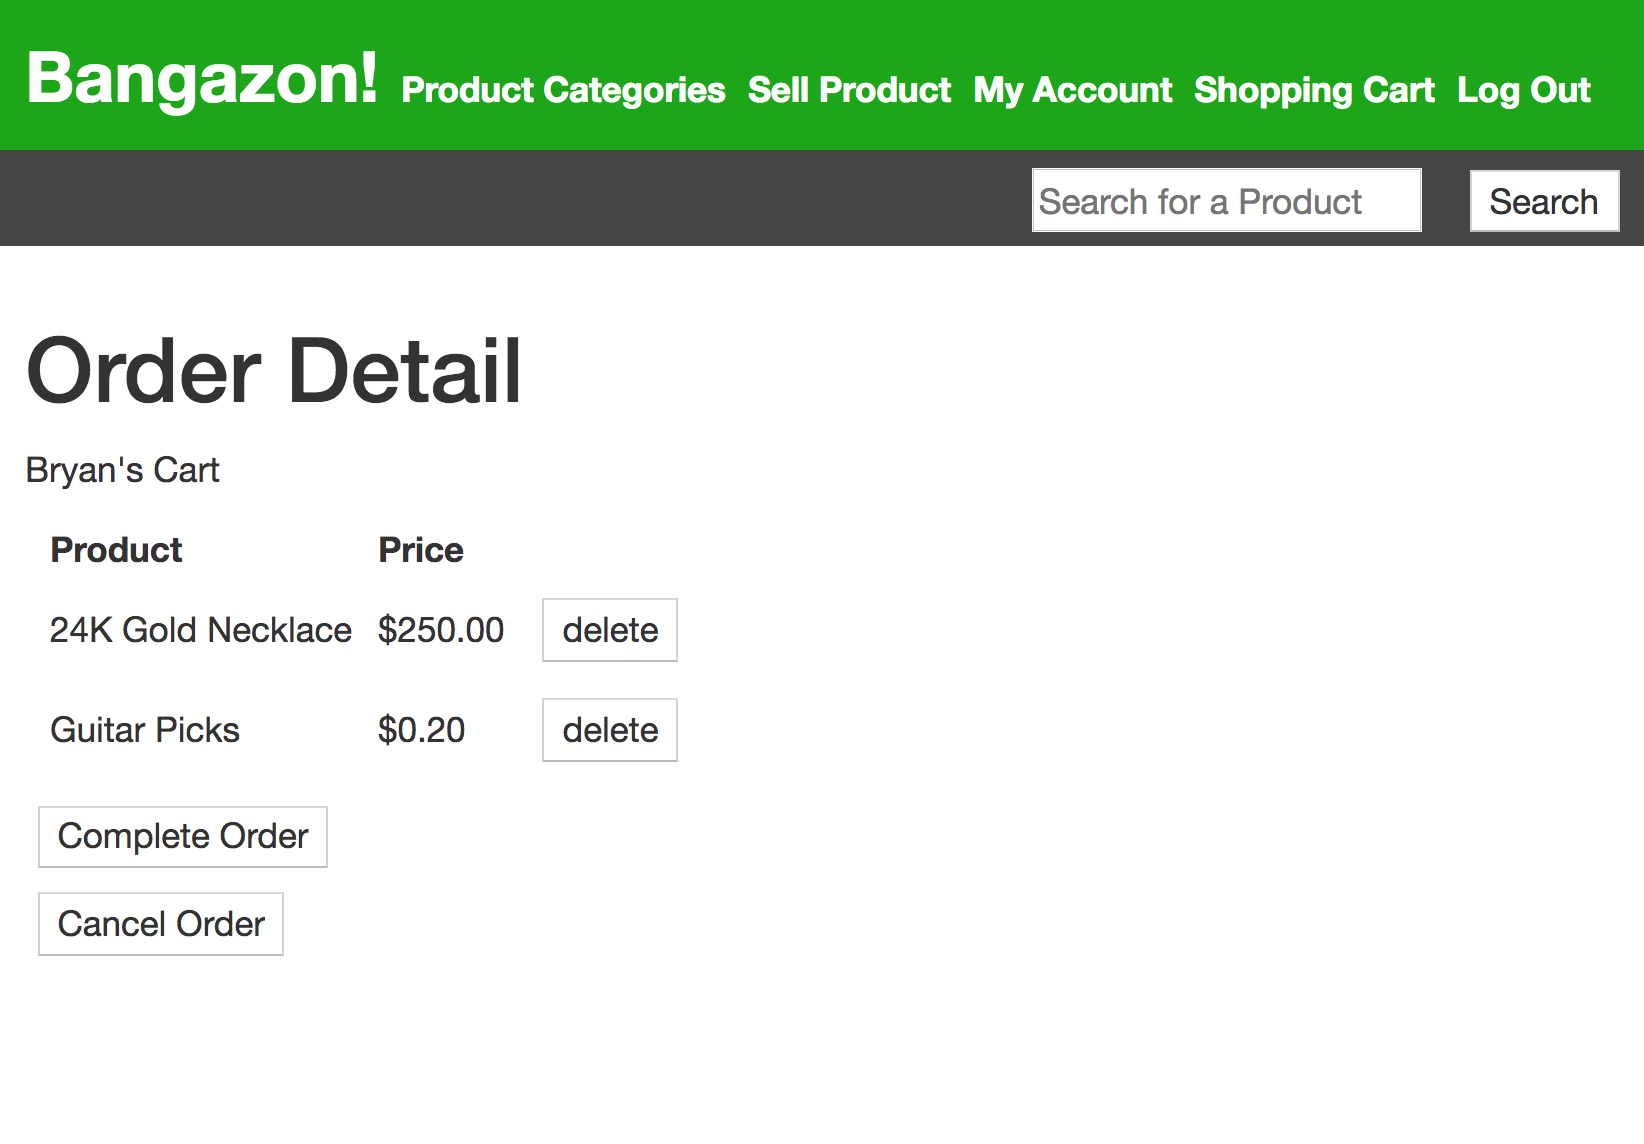 Bangazon! Product Categories Sell Product My Account Shopping Cart Log Out
Search for a Product Search
Order Detail
Bryan's Cart
Product Price
24K Gold Necklace $250.00 delete
Guitar Picks $0.20 delete
Complete Order
Cancel Order